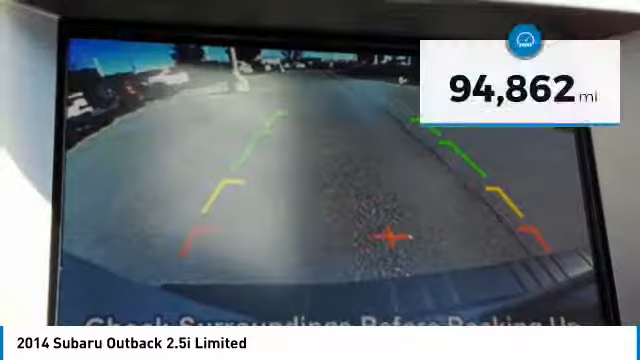 94,862 mi
Check Surroundings Before Backing Up
2014 Subaru Outback 2.5i Limited